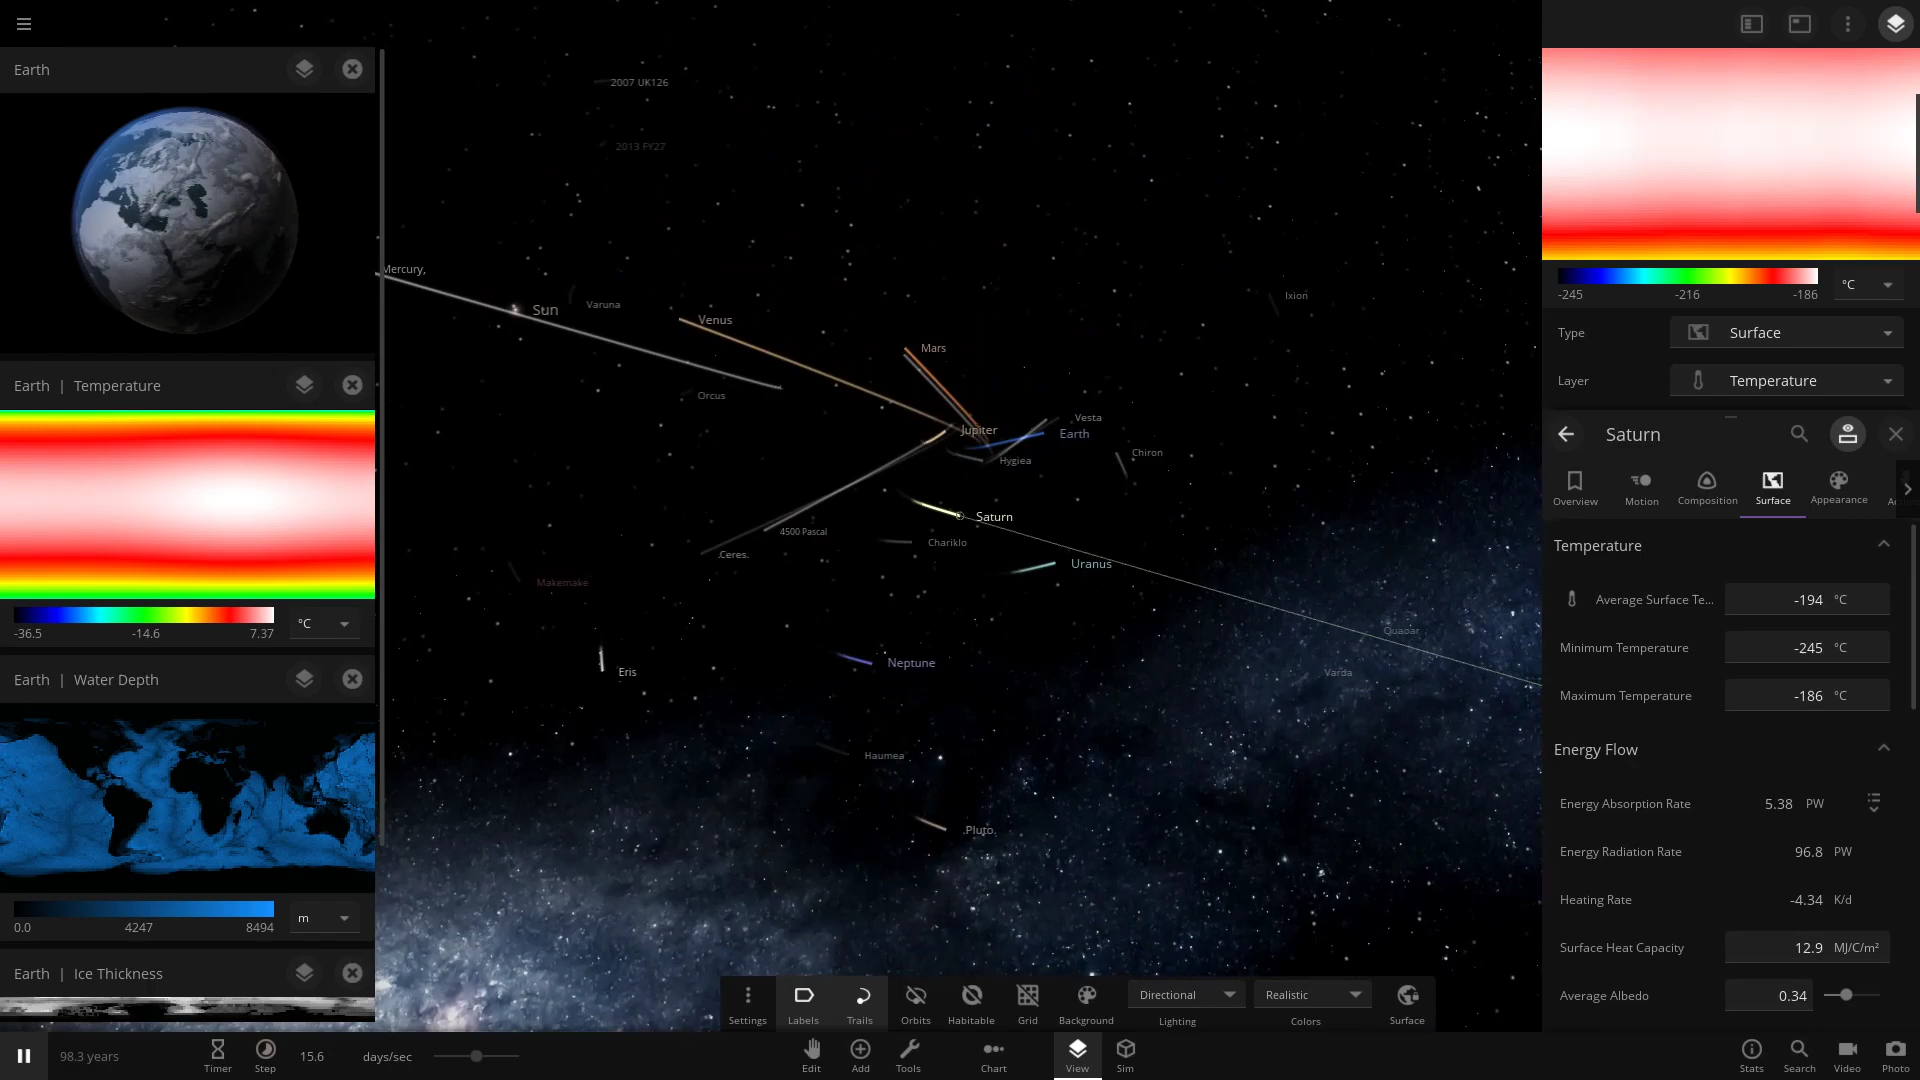 Earth
Earth | Temperature
-36.5 -14.6 7.37
°C
Earth | Water Depth
0.0 4247 8494
m
Earth | Ice Thickness
2007 UK126
2013 FY27
Mercury,
Sun
Varuna
Venus
Mars
Ixion
Orcus
Jupiter
Vesta
Earth
Hygiea
Chiron
Saturn
4500 Pascal
Chariklo
Ceres.
Uranus
Makemake
Quaoar
Neptune
Eris
Varda
Haumea
.Pluto.
-245 -216 -186
°C
Type Surface
Layer Temperature
Saturn
Overview Motion Composition Surface Appearance
Temperature
Average Surface Te... -194 °C
Minimum Temperature -245 °C
Maximum Temperature -186 °C
Energy Flow
Energy Absorption Rate 5.38 PW
Energy Radiation Rate 96.8 PW
Heating Rate -4.34 K/d
Surface Heat Capacity 12.9 MJ/C/m²
Average Albedo 0.34
Directional Realistic
Settings Labels Trails Orbits Habitable Grid Background Lighting Colors Surface
98.3 years
Timer Step
15.6 days/sec
Edit Add Tools Chart View Sim
Stats Search Video Photo